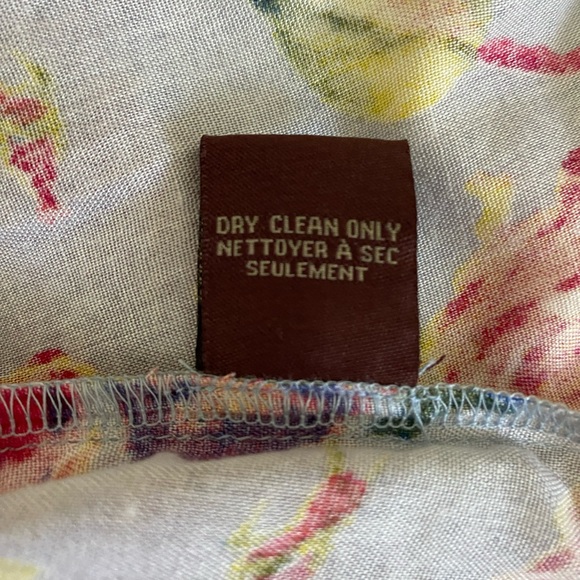 DRY CLEAN ONLY
NETTOYER À SEC
SEULEMENT